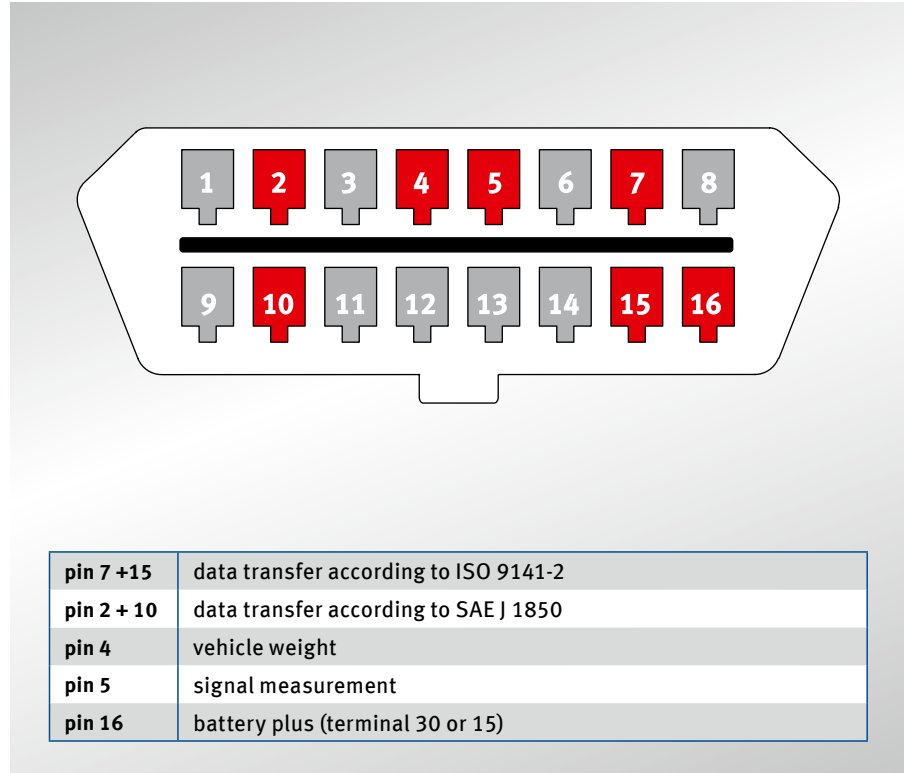 1 2 3 4 5 6 7 8
9 10 11 12 13 14 15 16
pin 7 +15 data transfer according to ISO 9141-2
pin 2 + 10 data transfer according to SAE J 1850
pin 4 vehicle weight
pin 5 signal measurement
pin 16 battery plus (terminal 30 or 15)